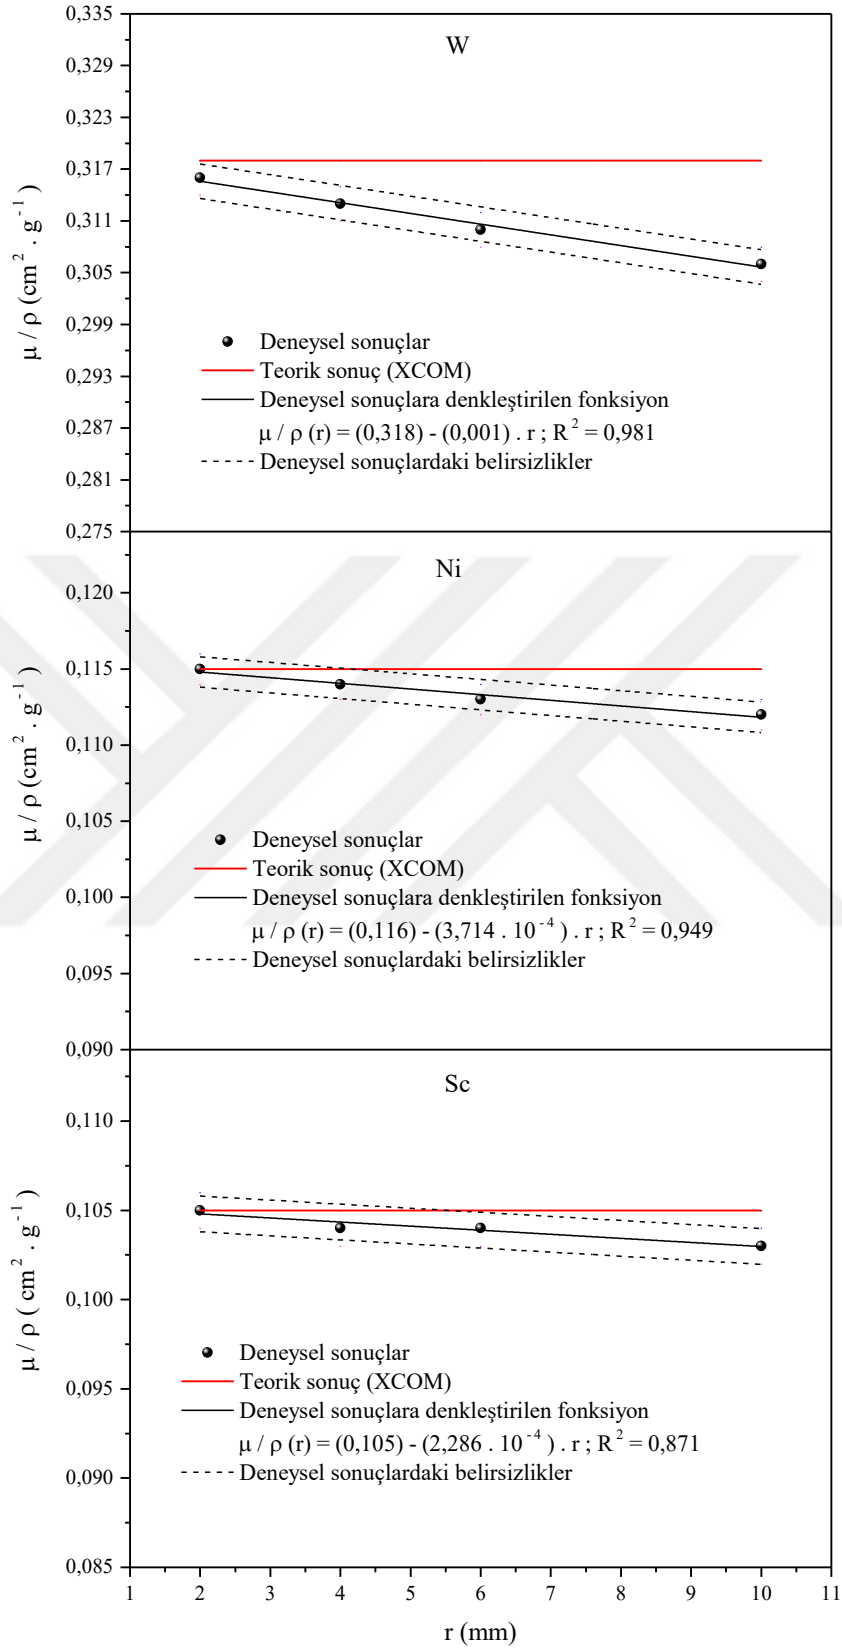 W
0,335
0,329
0,323
0,317
0,311
0,305
0,299
0,293
0,287
0,281
0,275
μ / ρ (cm² . g⁻¹)
Deneysel sonuçlar
Teorik sonuç (XCOM)
Deneysel sonuçlara denkleştirilen fonksiyon
μ / ρ (r) = (0,318) - (0,001) . r ; R² = 0,981
Deneysel sonuçlardaki belirsizlikler
Ni
0,120
0,115
0,110
0,105
0,100
0,095
0,090
μ / ρ (cm² . g⁻¹)
Deneysel sonuçlar
Teorik sonuç (XCOM)
Deneysel sonuçlara denkleştirilen fonksiyon
μ / ρ (r) = (0,116) - (3,714 . 10⁻⁴ ) . r ; R² = 0,949
Deneysel sonuçlardaki belirsizlikler
Sc
0,110
0,105
0,100
0,095
0,090
0,085
μ / ρ ( cm² . g⁻¹ )
Deneysel sonuçlar
Teorik sonuç (XCOM)
Deneysel sonuçlara denkleştirilen fonksiyon
μ / ρ (r) = (0,105) - (2,286 . 10⁻⁴ ) . r ; R² = 0,871
Deneysel sonuçlardaki belirsizlikler
1 2 3 4 5 6 7 8 9 10 11
r (mm)